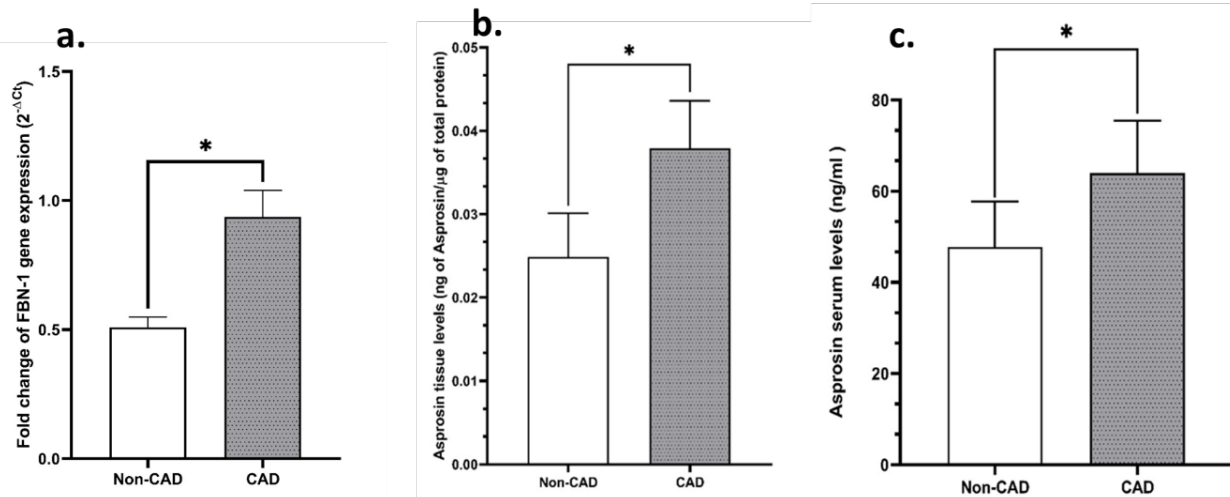 a.
Fold change of FBN-1 gene expression (2^-ΔCt)
1.5
1.0
0.5
0.0
*
Non-CAD
CAD
b.
Asprosin tissue levels (ng of Asprosin/µg of total protein)
0.05
0.04
0.03
0.02
0.01
0.00
*
Non-CAD
CAD
c.
Asprosin serum levels (ng/ml )
80
60
40
20
0
*
Non-CAD
CAD